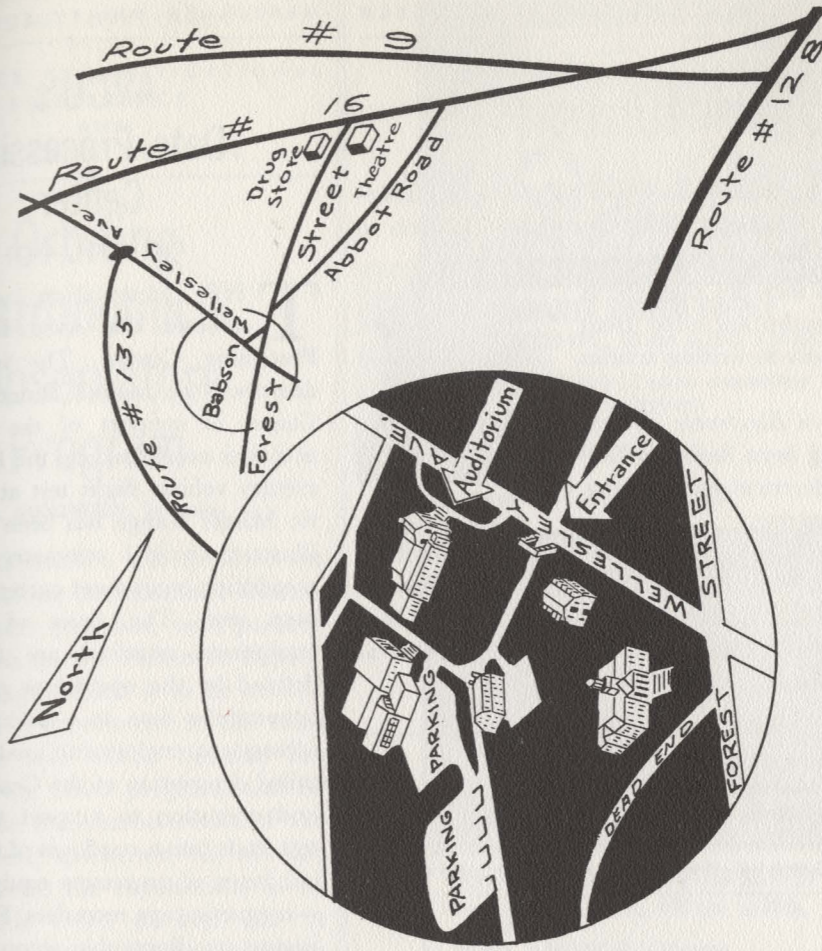 Route # 9
Route # 16
Route # 128
Drug
Store
Street
Theatre
Abbot Road
Wellesley Ave.
Route # 135
Babson
Forest
North
Auditorium
Entrance
WELLESLEY AVE
STREET
FOREST
PARKING
PARKING
DEAD END